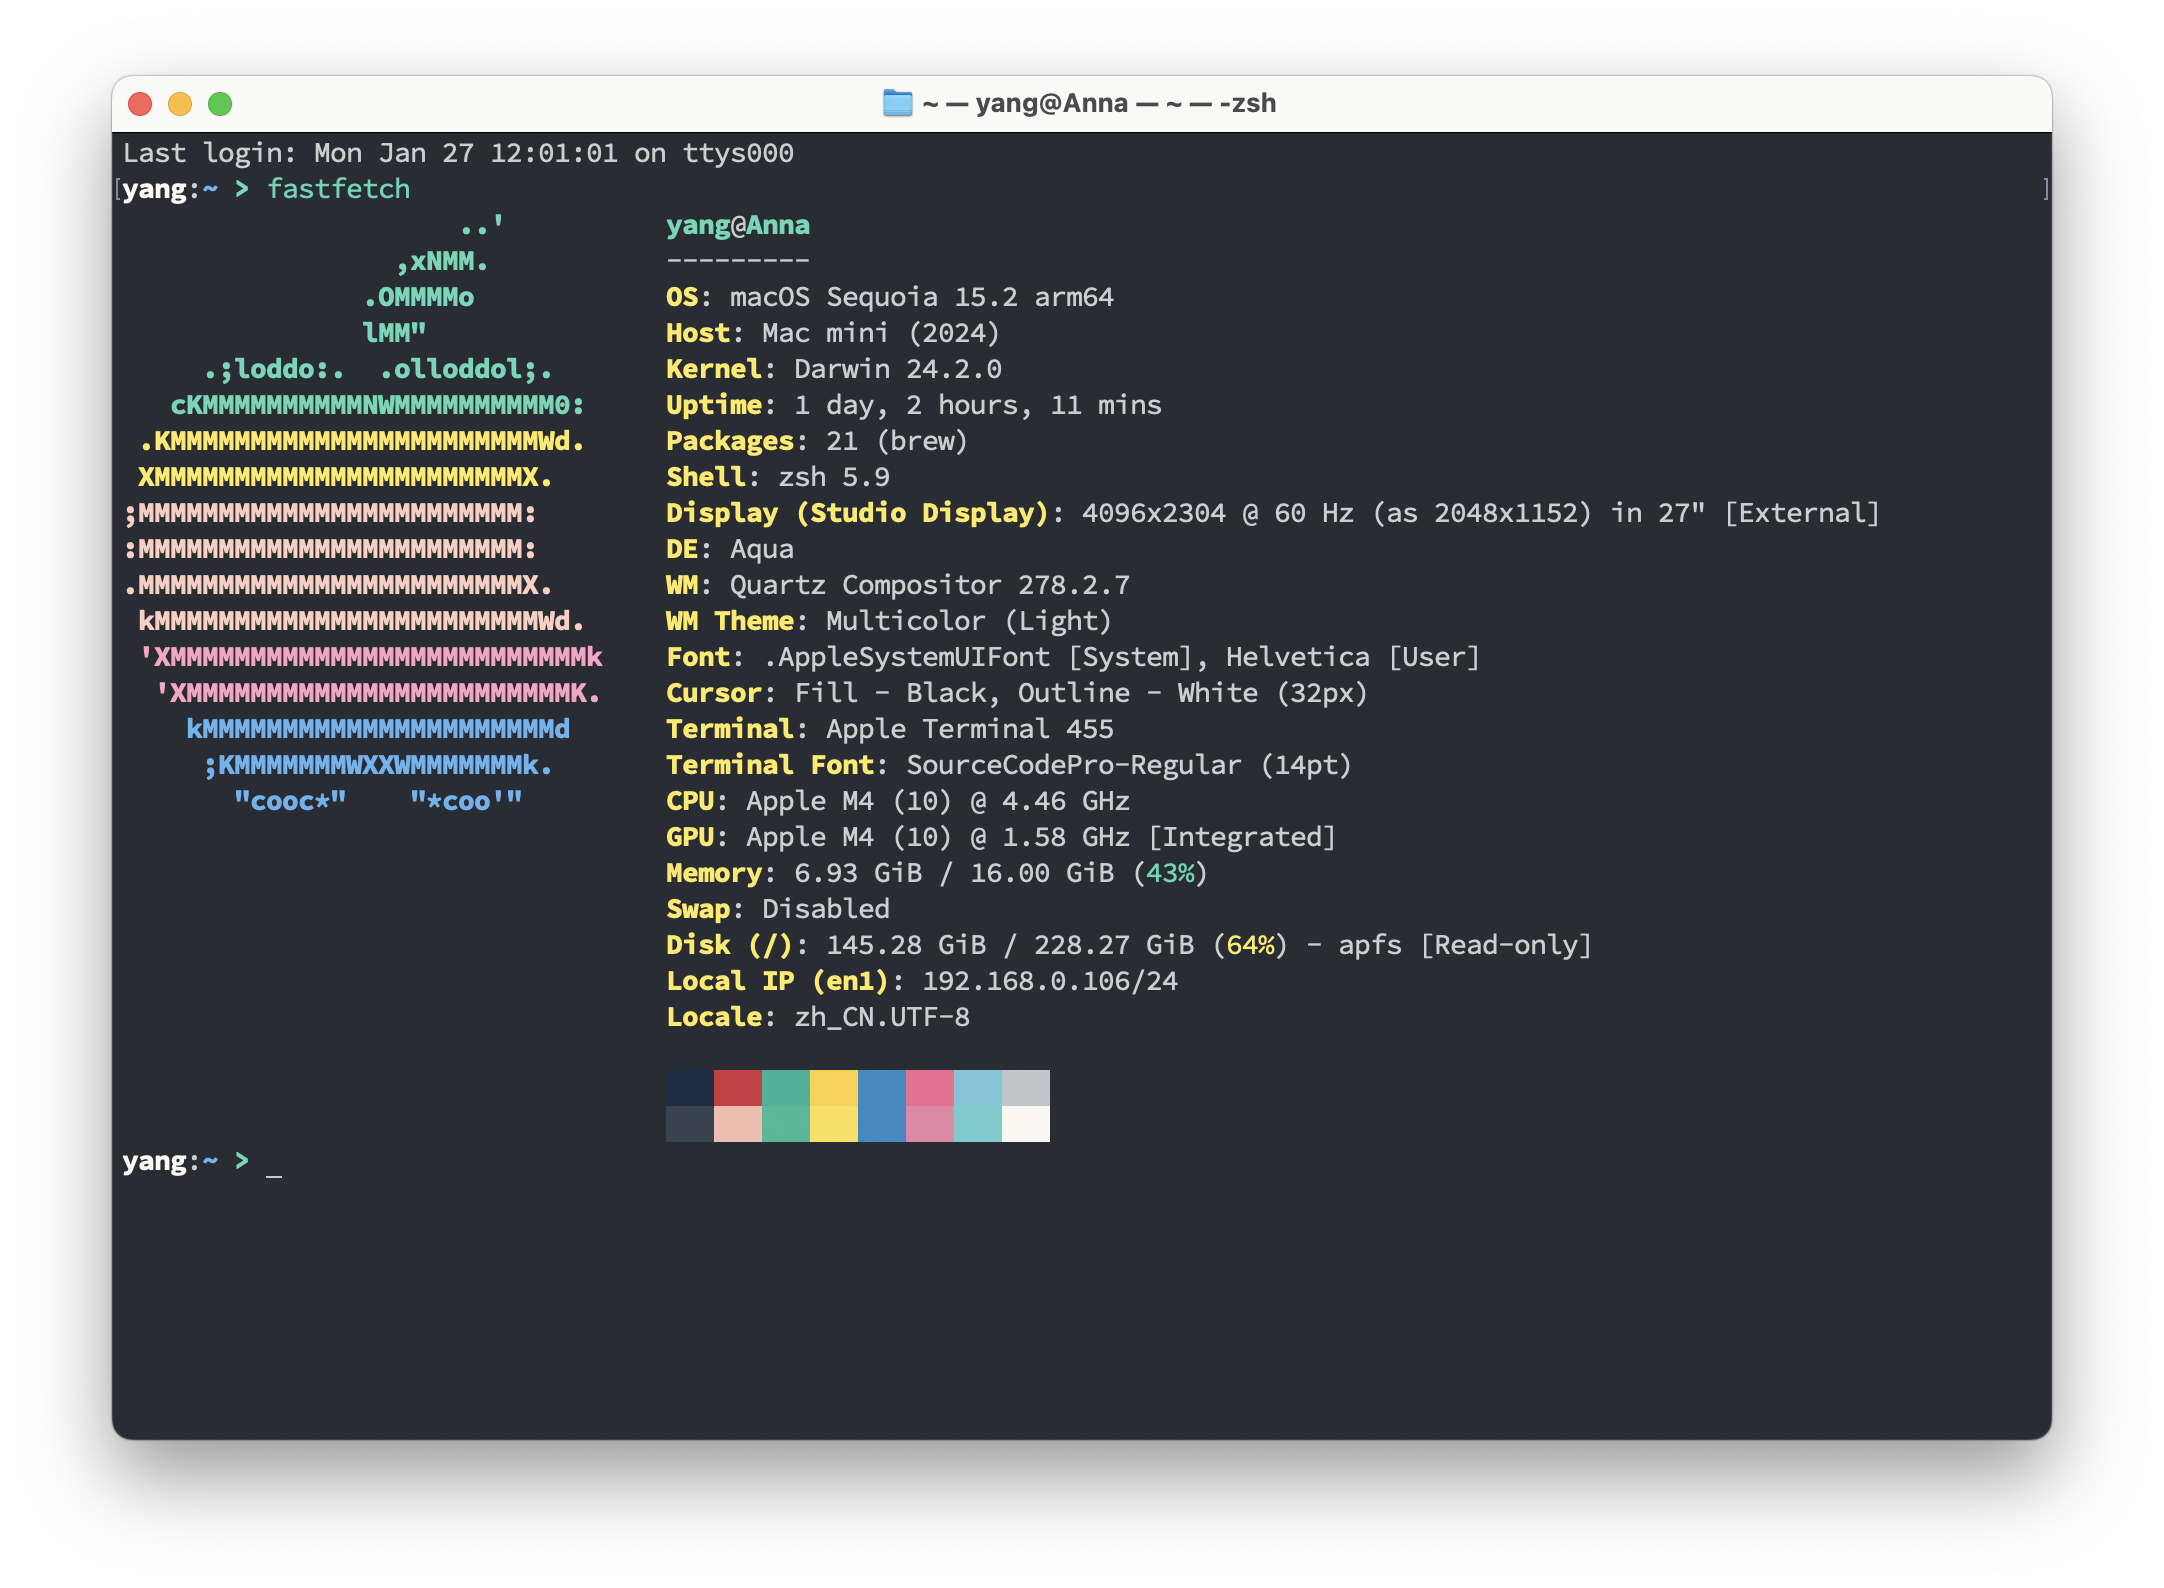 ~ — yang@Anna — ~ — -zsh
Last login: Mon Jan 27 12:01:01 on ttys000
[yang:~ > fastfetch ]
                     ..'          yang@Anna
                 ,xNMM.           ---------
               .OMMMMo            OS: macOS Sequoia 15.2 arm64
               lMM"               Host: Mac mini (2024)
     .;loddo:.  .olloddol;.       Kernel: Darwin 24.2.0
   cKMMMMMMMMMMNWMMMMMMMMMM0:     Uptime: 1 day, 2 hours, 11 mins
 .KMMMMMMMMMMMMMMMMMMMMMMMWd.     Packages: 21 (brew)
 XMMMMMMMMMMMMMMMMMMMMMMMX.       Shell: zsh 5.9
;MMMMMMMMMMMMMMMMMMMMMMMM:        Display (Studio Display): 4096x2304 @ 60 Hz (as 2048x1152) in 27" [External]
:MMMMMMMMMMMMMMMMMMMMMMMM:        DE: Aqua
.MMMMMMMMMMMMMMMMMMMMMMMMX.       WM: Quartz Compositor 278.2.7
 kMMMMMMMMMMMMMMMMMMMMMMMMWd.     WM Theme: Multicolor (Light)
 'XMMMMMMMMMMMMMMMMMMMMMMMMMMk    Font: .AppleSystemUIFont [System], Helvetica [User]
  'XMMMMMMMMMMMMMMMMMMMMMMMMK.    Cursor: Fill - Black, Outline - White (32px)
    kMMMMMMMMMMMMMMMMMMMMMMd      Terminal: Apple Terminal 455
     ;KMMMMMMMWXXWMMMMMMMk.       Terminal Font: SourceCodePro-Regular (14pt)
       "cooc*"    "*coo'"         CPU: Apple M4 (10) @ 4.46 GHz
                                  GPU: Apple M4 (10) @ 1.58 GHz [Integrated]
                                  Memory: 6.93 GiB / 16.00 GiB (43%)
                                  Swap: Disabled
                                  Disk (/): 145.28 GiB / 228.27 GiB (64%) - apfs [Read-only]
                                  Local IP (en1): 192.168.0.106/24
                                  Locale: zh_CN.UTF-8
yang:~ > _